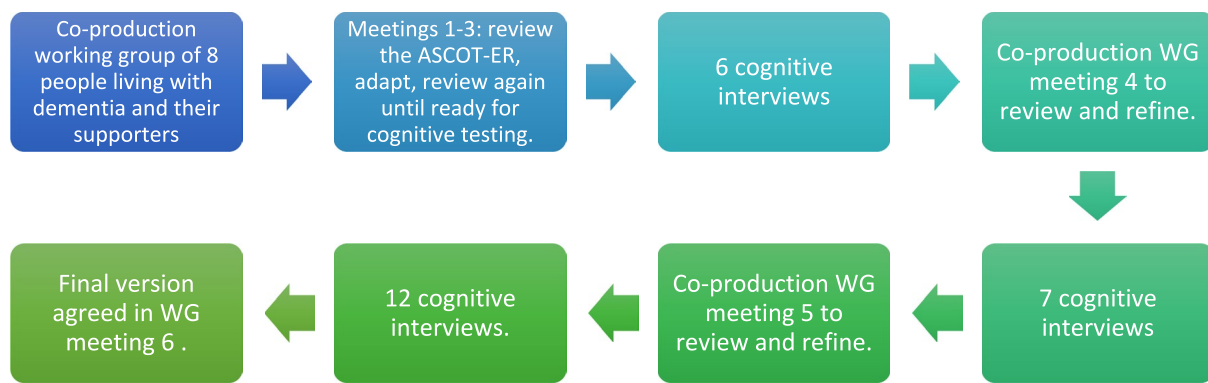 Co-production
working group of 8
people living with
dementia and their
supporters
Meetings 1-3: review
the ASCOT-ER,
adapt, review again
until ready for
cognitive testing.
6 cognitive
interviews
Co-production WG
meeting 4 to
review and refine.
7 cognitive
interviews
Co-production WG
meeting 5 to
review and refine.
12 cognitive
interviews.
Final version
agreed in WG
meeting 6 .